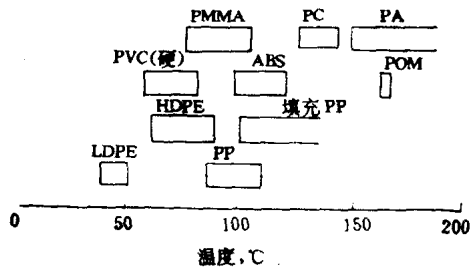 PMMA PC PA
PVC(硬) ABS POM
HDPE 填充 PP
LDPE PP
0 50 100 150 200
温度,℃